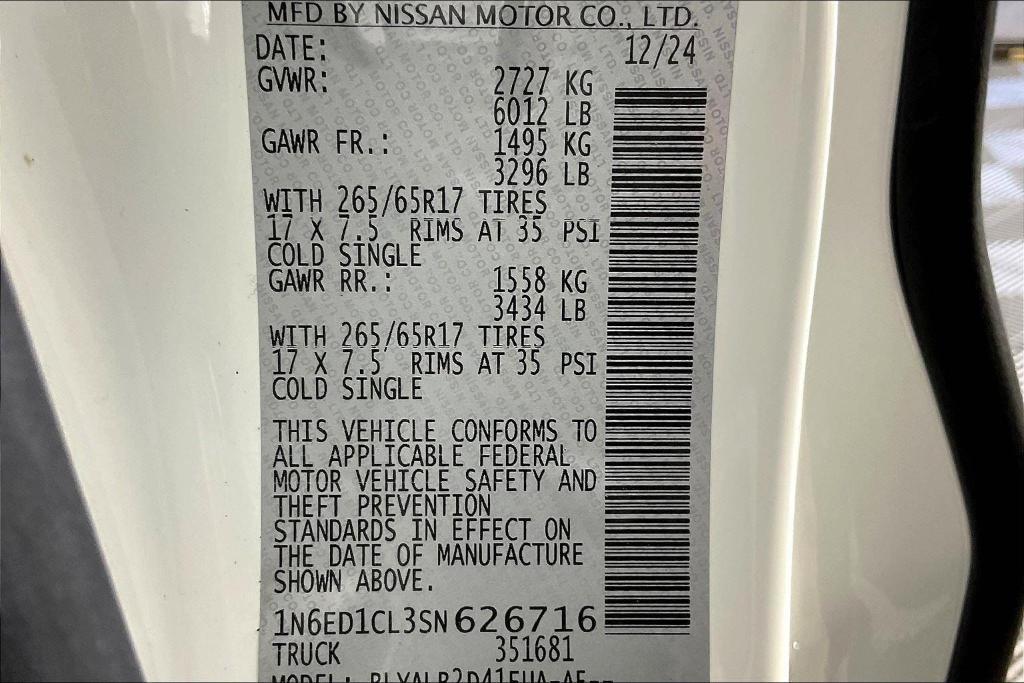 MFD BY NISSAN MOTOR CO., LTD.
DATE: 12/24
GVWR: 2727 KG
6012 LB
GAWR FR.: 1495 KG
3296 LB
WITH 265/65R17 TIRES
17 X 7.5 RIMS AT 35 PSI
COLD SINGLE
GAWR RR.: 1558 KG
3434 LB
WITH 265/65R17 TIRES
17 X 7.5 RIMS AT 35 PSI
COLD SINGLE
THIS VEHICLE CONFORMS TO
ALL APPLICABLE FEDERAL
MOTOR VEHICLE SAFETY AND
THEFT PREVENTION
STANDARDS IN EFFECT ON
THE DATE OF MANUFACTURE
SHOWN ABOVE.
1N6ED1CL3SN626716
TRUCK 351681
MODEL: